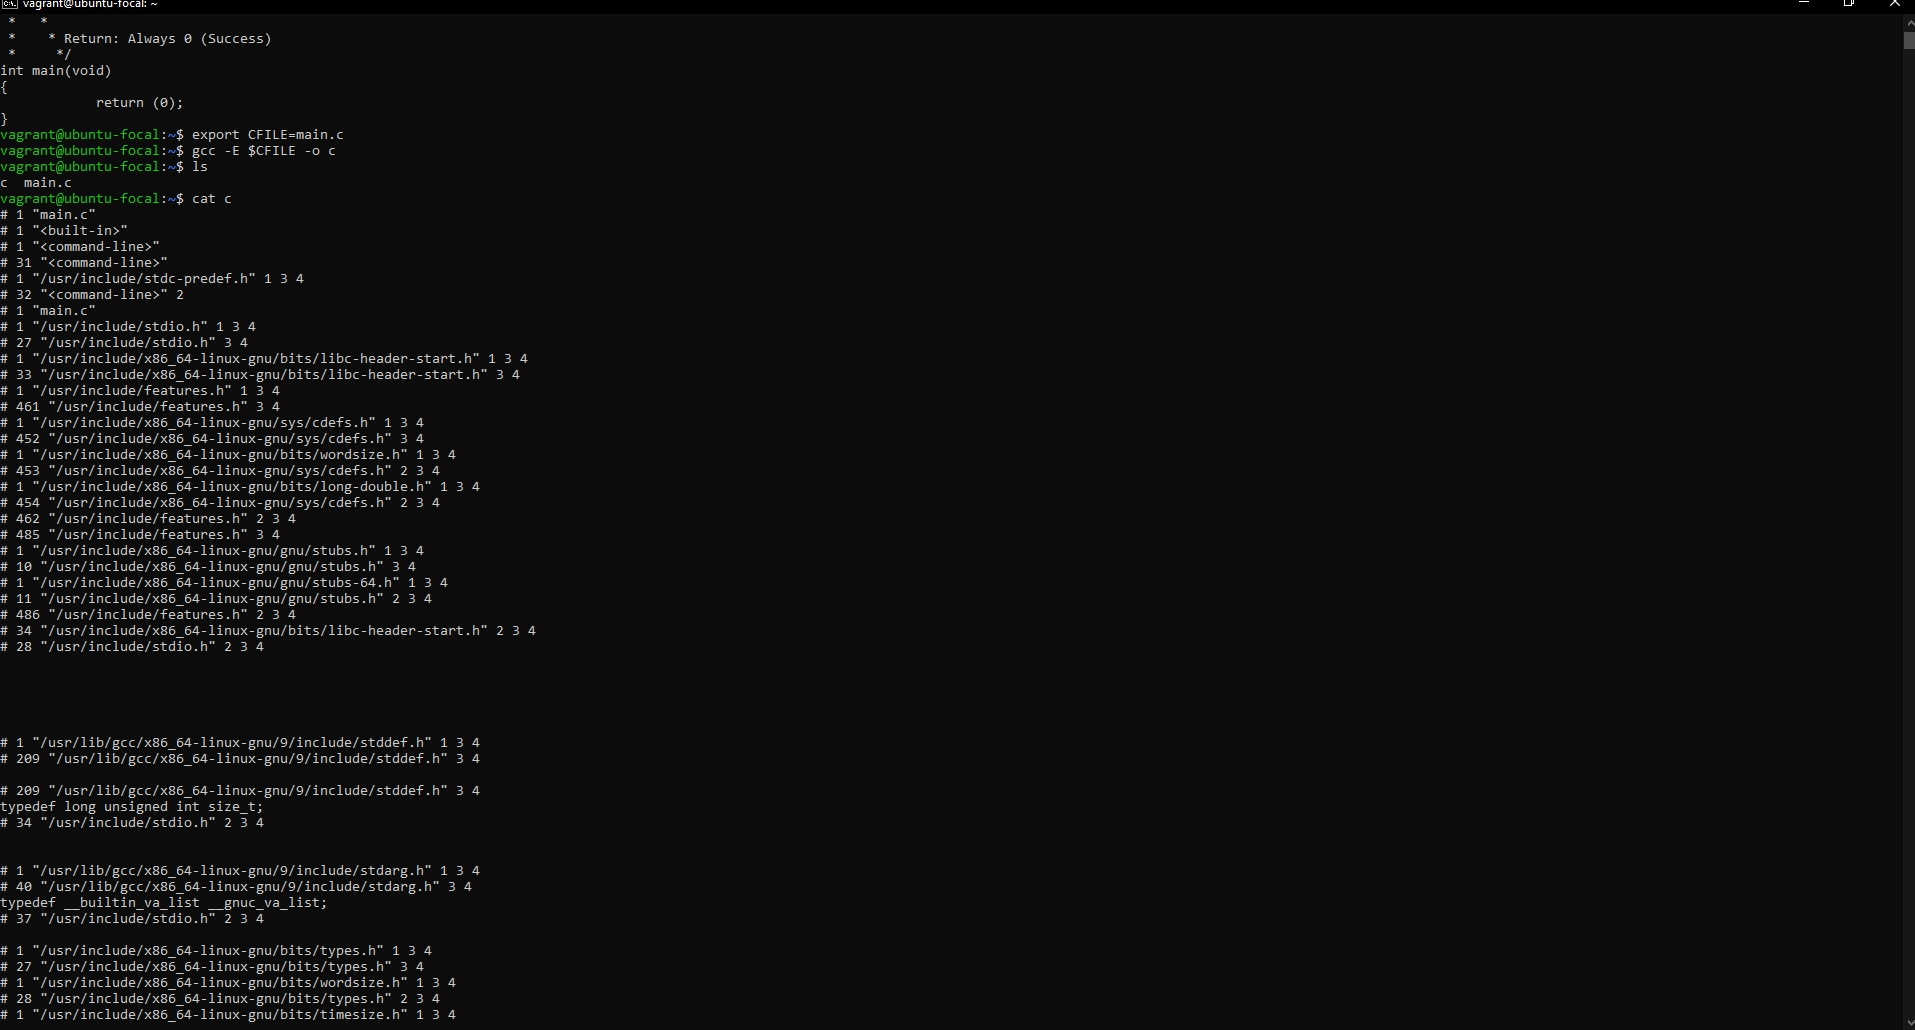 vagrant@ubuntu-focal: ~
*   *
*    * Return: Always 0 (Success)
*     */
int main(void)
{
            return (0);
}
vagrant@ubuntu-focal:~$ export CFILE=main.c
vagrant@ubuntu-focal:~$ gcc -E $CFILE -o c
vagrant@ubuntu-focal:~$ ls
c  main.c
vagrant@ubuntu-focal:~$ cat c
# 1 "main.c"
# 1 "<built-in>"
# 1 "<command-line>"
# 31 "<command-line>"
# 1 "/usr/include/stdc-predef.h" 1 3 4
# 32 "<command-line>" 2
# 1 "main.c"
# 1 "/usr/include/stdio.h" 1 3 4
# 27 "/usr/include/stdio.h" 3 4
# 1 "/usr/include/x86_64-linux-gnu/bits/libc-header-start.h" 1 3 4
# 33 "/usr/include/x86_64-linux-gnu/bits/libc-header-start.h" 3 4
# 1 "/usr/include/features.h" 1 3 4
# 461 "/usr/include/features.h" 3 4
# 1 "/usr/include/x86_64-linux-gnu/sys/cdefs.h" 1 3 4
# 452 "/usr/include/x86_64-linux-gnu/sys/cdefs.h" 3 4
# 1 "/usr/include/x86_64-linux-gnu/bits/wordsize.h" 1 3 4
# 453 "/usr/include/x86_64-linux-gnu/sys/cdefs.h" 2 3 4
# 1 "/usr/include/x86_64-linux-gnu/bits/long-double.h" 1 3 4
# 454 "/usr/include/x86_64-linux-gnu/sys/cdefs.h" 2 3 4
# 462 "/usr/include/features.h" 2 3 4
# 485 "/usr/include/features.h" 3 4
# 1 "/usr/include/x86_64-linux-gnu/gnu/stubs.h" 1 3 4
# 10 "/usr/include/x86_64-linux-gnu/gnu/stubs.h" 3 4
# 1 "/usr/include/x86_64-linux-gnu/gnu/stubs-64.h" 1 3 4
# 11 "/usr/include/x86_64-linux-gnu/gnu/stubs.h" 2 3 4
# 486 "/usr/include/features.h" 2 3 4
# 34 "/usr/include/x86_64-linux-gnu/bits/libc-header-start.h" 2 3 4
# 28 "/usr/include/stdio.h" 2 3 4
# 1 "/usr/lib/gcc/x86_64-linux-gnu/9/include/stddef.h" 1 3 4
# 209 "/usr/lib/gcc/x86_64-linux-gnu/9/include/stddef.h" 3 4
# 209 "/usr/lib/gcc/x86_64-linux-gnu/9/include/stddef.h" 3 4
typedef long unsigned int size_t;
# 34 "/usr/include/stdio.h" 2 3 4
# 1 "/usr/lib/gcc/x86_64-linux-gnu/9/include/stdarg.h" 1 3 4
# 40 "/usr/lib/gcc/x86_64-linux-gnu/9/include/stdarg.h" 3 4
typedef __builtin_va_list __gnuc_va_list;
# 37 "/usr/include/stdio.h" 2 3 4
# 1 "/usr/include/x86_64-linux-gnu/bits/types.h" 1 3 4
# 27 "/usr/include/x86_64-linux-gnu/bits/types.h" 3 4
# 1 "/usr/include/x86_64-linux-gnu/bits/wordsize.h" 1 3 4
# 28 "/usr/include/x86_64-linux-gnu/bits/types.h" 2 3 4
# 1 "/usr/include/x86_64-linux-gnu/bits/timesize.h" 1 3 4